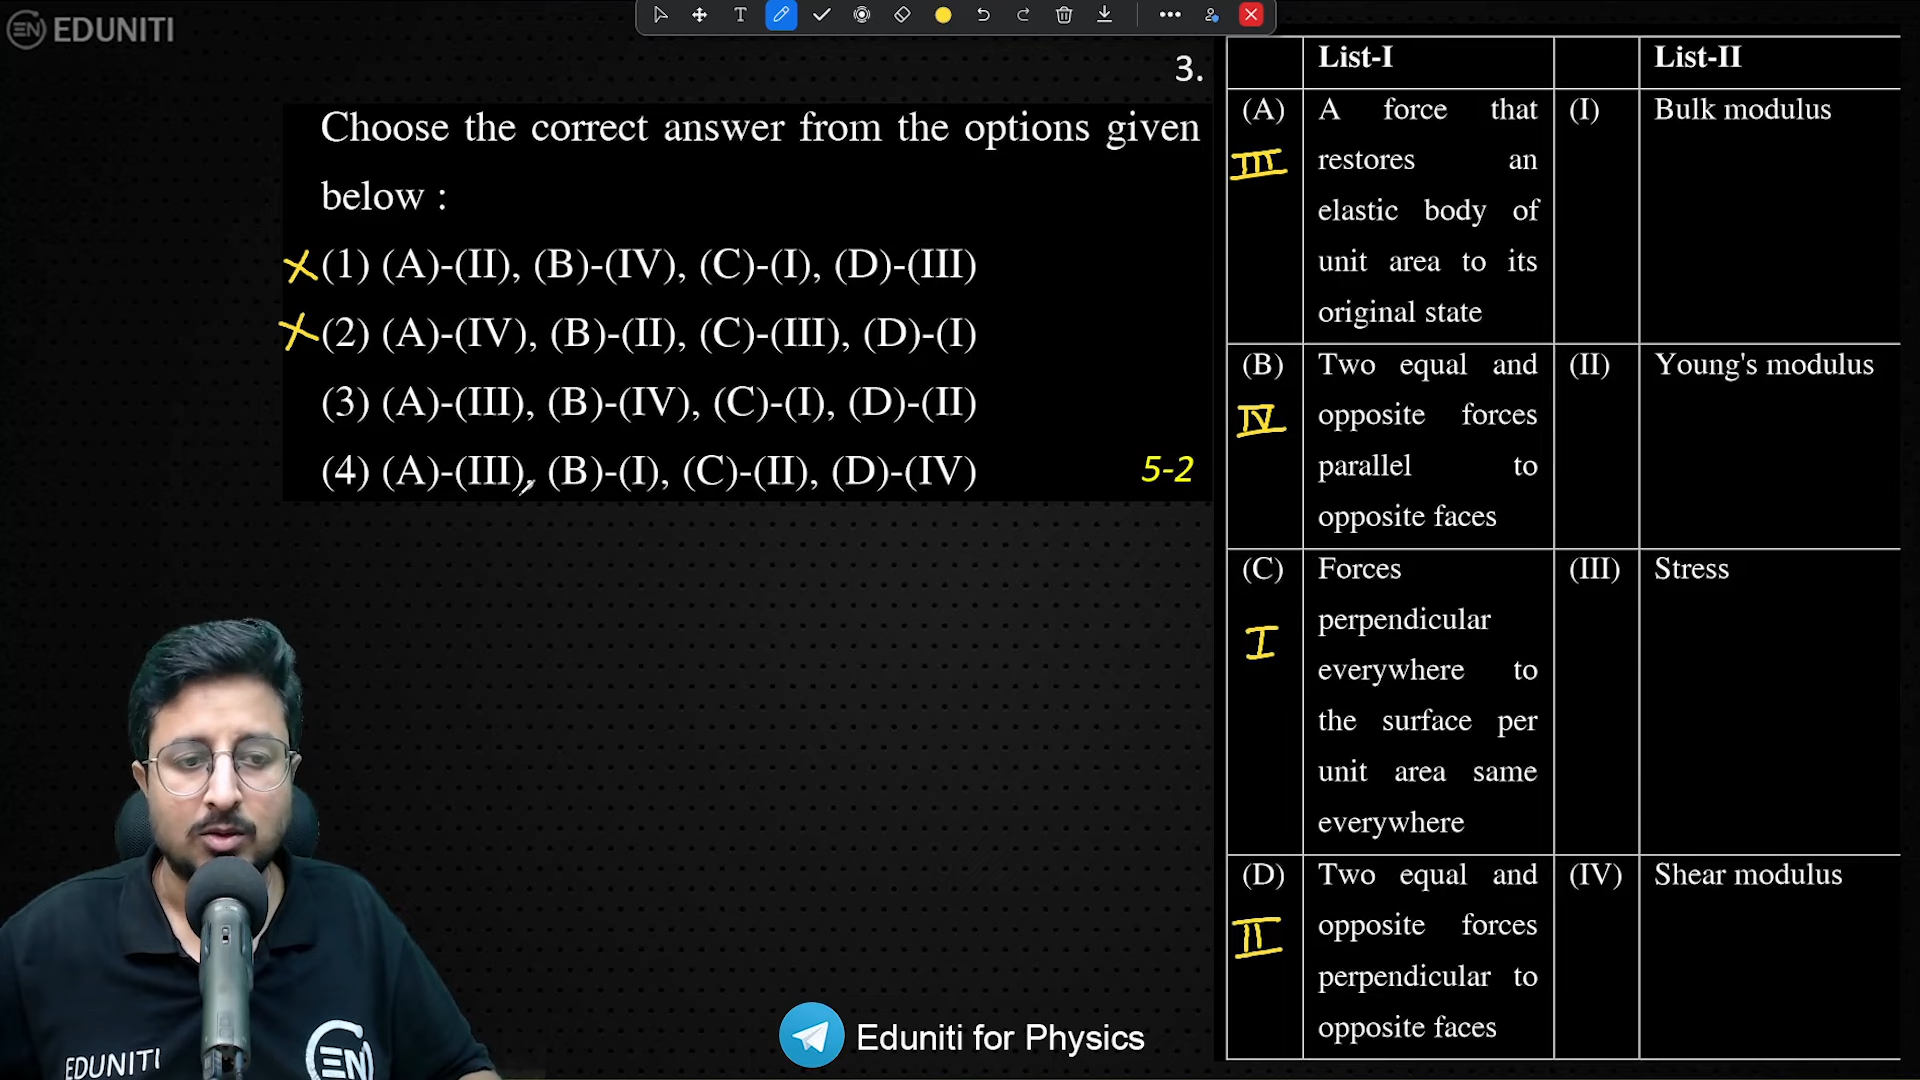 EN EDUNITI
T
3.
Choose the correct answer from the options given
below :
(1) (A)-(II), (B)-(IV), (C)-(I), (D)-(III)
(2) (A)-(IV), (B)-(II), (C)-(III), (D)-(I)
(3) (A)-(III), (B)-(IV), (C)-(I), (D)-(II)
(4) (A)-(III), (B)-(I), (C)-(II), (D)-(IV)
5-2
List-I List-II
(A) A force that (I) Bulk modulus
III restores an
elastic body of
unit area to its
original state
(B) Two equal and (II) Young's modulus
IV opposite forces
parallel to
opposite faces
(C) Forces (III) Stress
I perpendicular
everywhere to
the surface per
unit area same
everywhere
(D) Two equal and (IV) Shear modulus
II opposite forces
perpendicular to
opposite faces
Eduniti for Physics
EDUNITI
EN